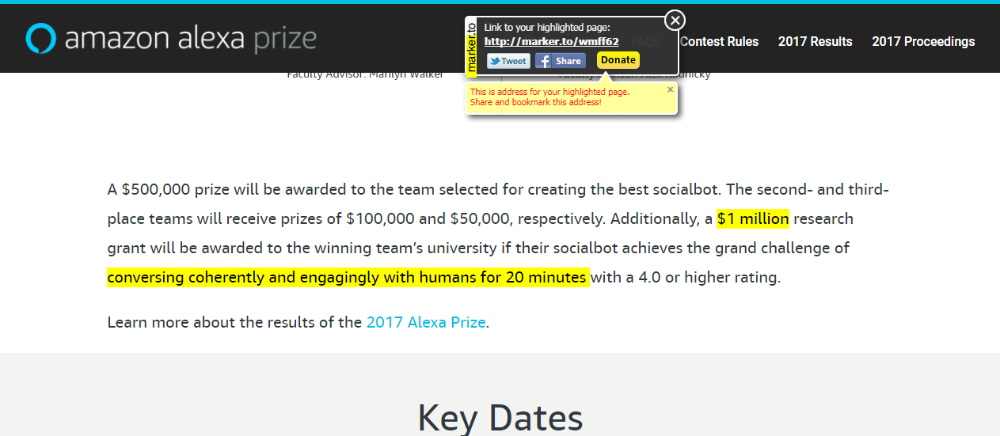 amazon alexa prize
marker.to
Link to your highlighted page:
http://marker.to/wmff62
Tweet
Share
Donate
FAQs
Contest Rules
2017 Results
2017 Proceedings
Faculty Advisor: Marilyn Walker
This is address for your highlighted page.
Share and bookmark this address!
A $500,000 prize will be awarded to the team selected for creating the best socialbot. The second- and third-
place teams will receive prizes of $100,000 and $50,000, respectively. Additionally, a $1 million research
grant will be awarded to the winning team's university if their socialbot achieves the grand challenge of
conversing coherently and engagingly with humans for 20 minutes with a 4.0 or higher rating.
Learn more about the results of the 2017 Alexa Prize.
Key Dates